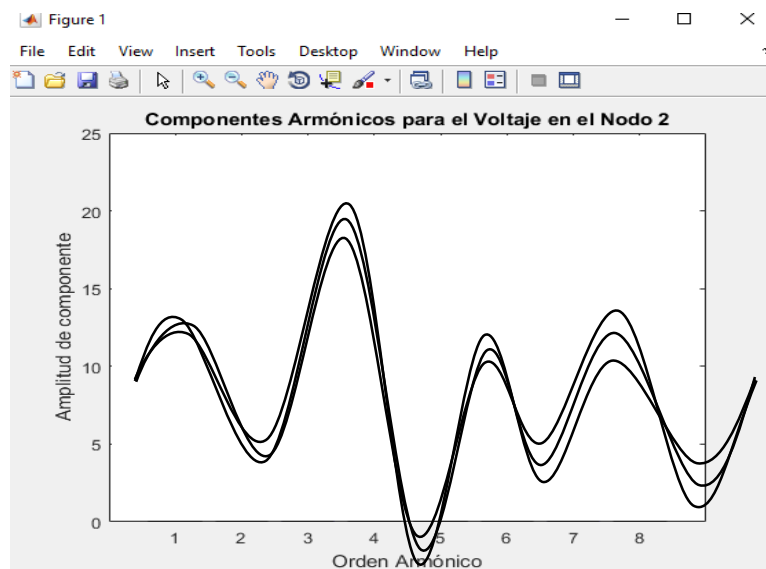 Figure 1
File Edit View Insert Tools Desktop Window Help
Componentes Armónicos para el Voltaje en el Nodo 2
25
20
15
10
5
0
Amplitud de componente
1 2 3 4 5 6 7 8
Orden Armónico